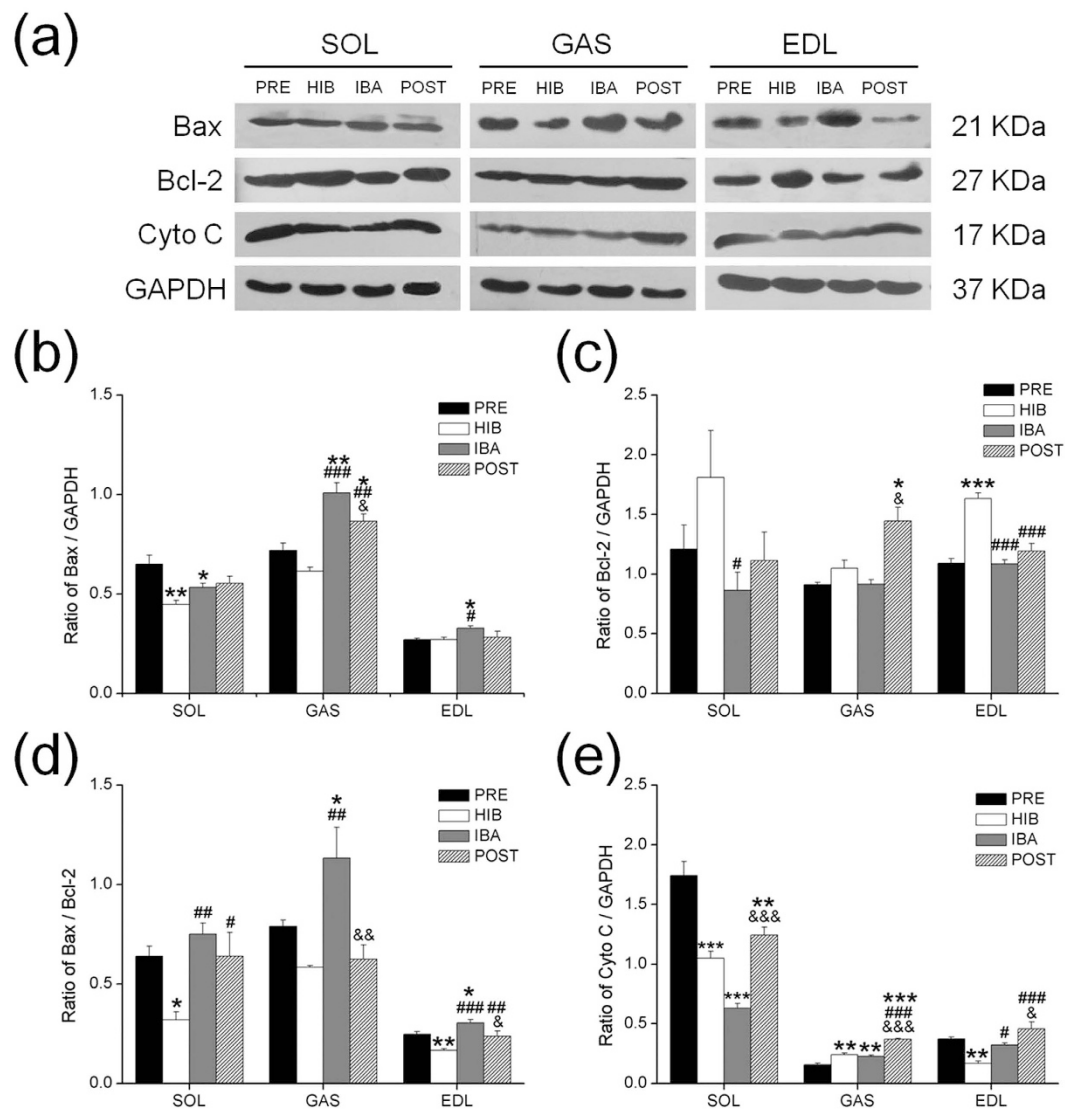 (a)
SOL GAS EDL
PRE HIB IBA POST PRE HIB IBA POST PRE HIB IBA POST
Bax 21 KDa
Bcl-2 27 KDa
Cyto C 17 KDa
GAPDH 37 KDa
(b)
Ratio of Bax / GAPDH
1.5
1.0
0.5
0.0
PRE
HIB
IBA
POST
**
*
**
###
*
##
&
*
#
SOL GAS EDL
(c)
Ratio of Bcl-2 / GAPDH
2.5
2.0
1.5
1.0
0.5
0.0
PRE
HIB
IBA
POST
#
*
&
***
###
###
SOL GAS EDL
(d)
Ratio of Bax / Bcl-2
1.5
1.0
0.5
0.0
PRE
HIB
IBA
POST
*
##
#
*
##
&&
**
*
###
##
&
SOL GAS EDL
(e)
Ratio of Cyto C / GAPDH
2.5
2.0
1.5
1.0
0.5
0.0
PRE
HIB
IBA
POST
***
***
**
&&&
**
**
***
###
&&&
**
#
###
&
SOL GAS EDL